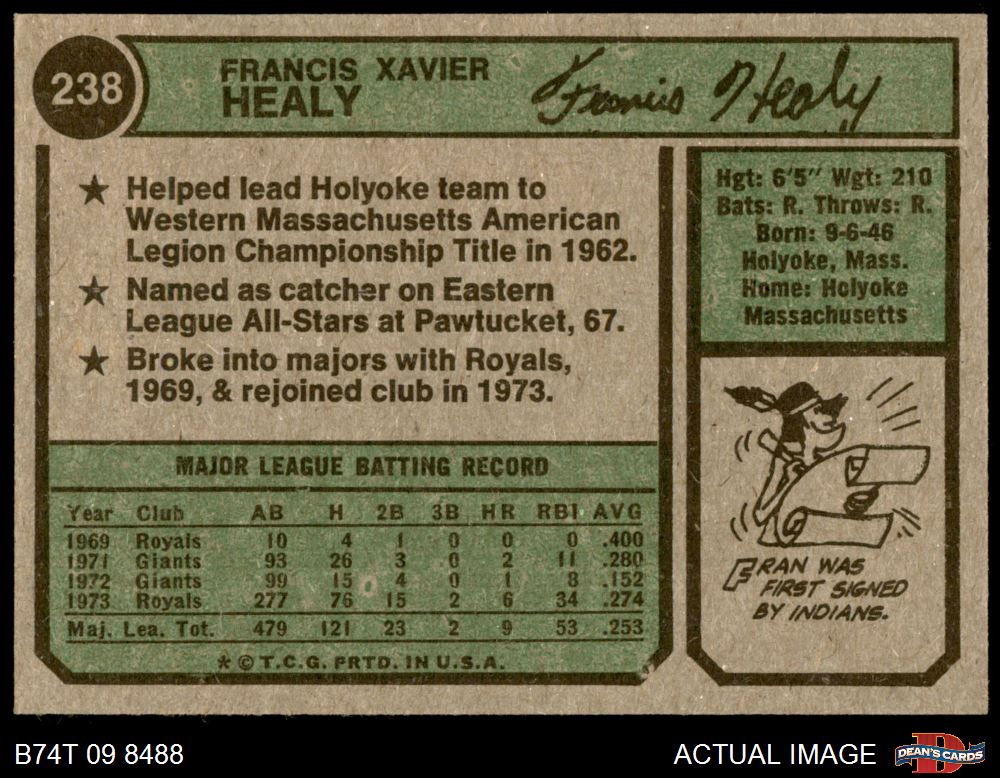 238
FRANCIS XAVIER
HEALY
Francis Healy
★ Helped lead Holyoke team to
Western Massachusetts American
Legion Championship Title in 1962.
★ Named as catcher on Eastern
League All-Stars at Pawtucket, 67.
★ Broke into majors with Royals,
1969, & rejoined club in 1973.
Hgt: 6'5" Wgt: 210
Bats: R. Throws: R.
Born: 9-6-46
Holyoke, Mass.
Home: Holyoke
Massachusetts
MAJOR LEAGUE BATTING RECORD
Year Club AB H 2B 3B HR RBI AVG
1969 Royals 10 4 1 0 0 0 .400
1971 Giants 93 26 3 0 2 11 .280
1972 Giants 99 15 4 0 1 8 .152
1973 Royals 277 76 15 2 6 34 .274
Maj. Lea. Tot. 479 121 23 2 9 53 .253
★ © T.C.G. PRTD. IN U.S.A.
FRAN WAS
FIRST SIGNED
BY INDIANS.
B74T 09 8488
ACTUAL IMAGE
D
DEAN'S CARDS